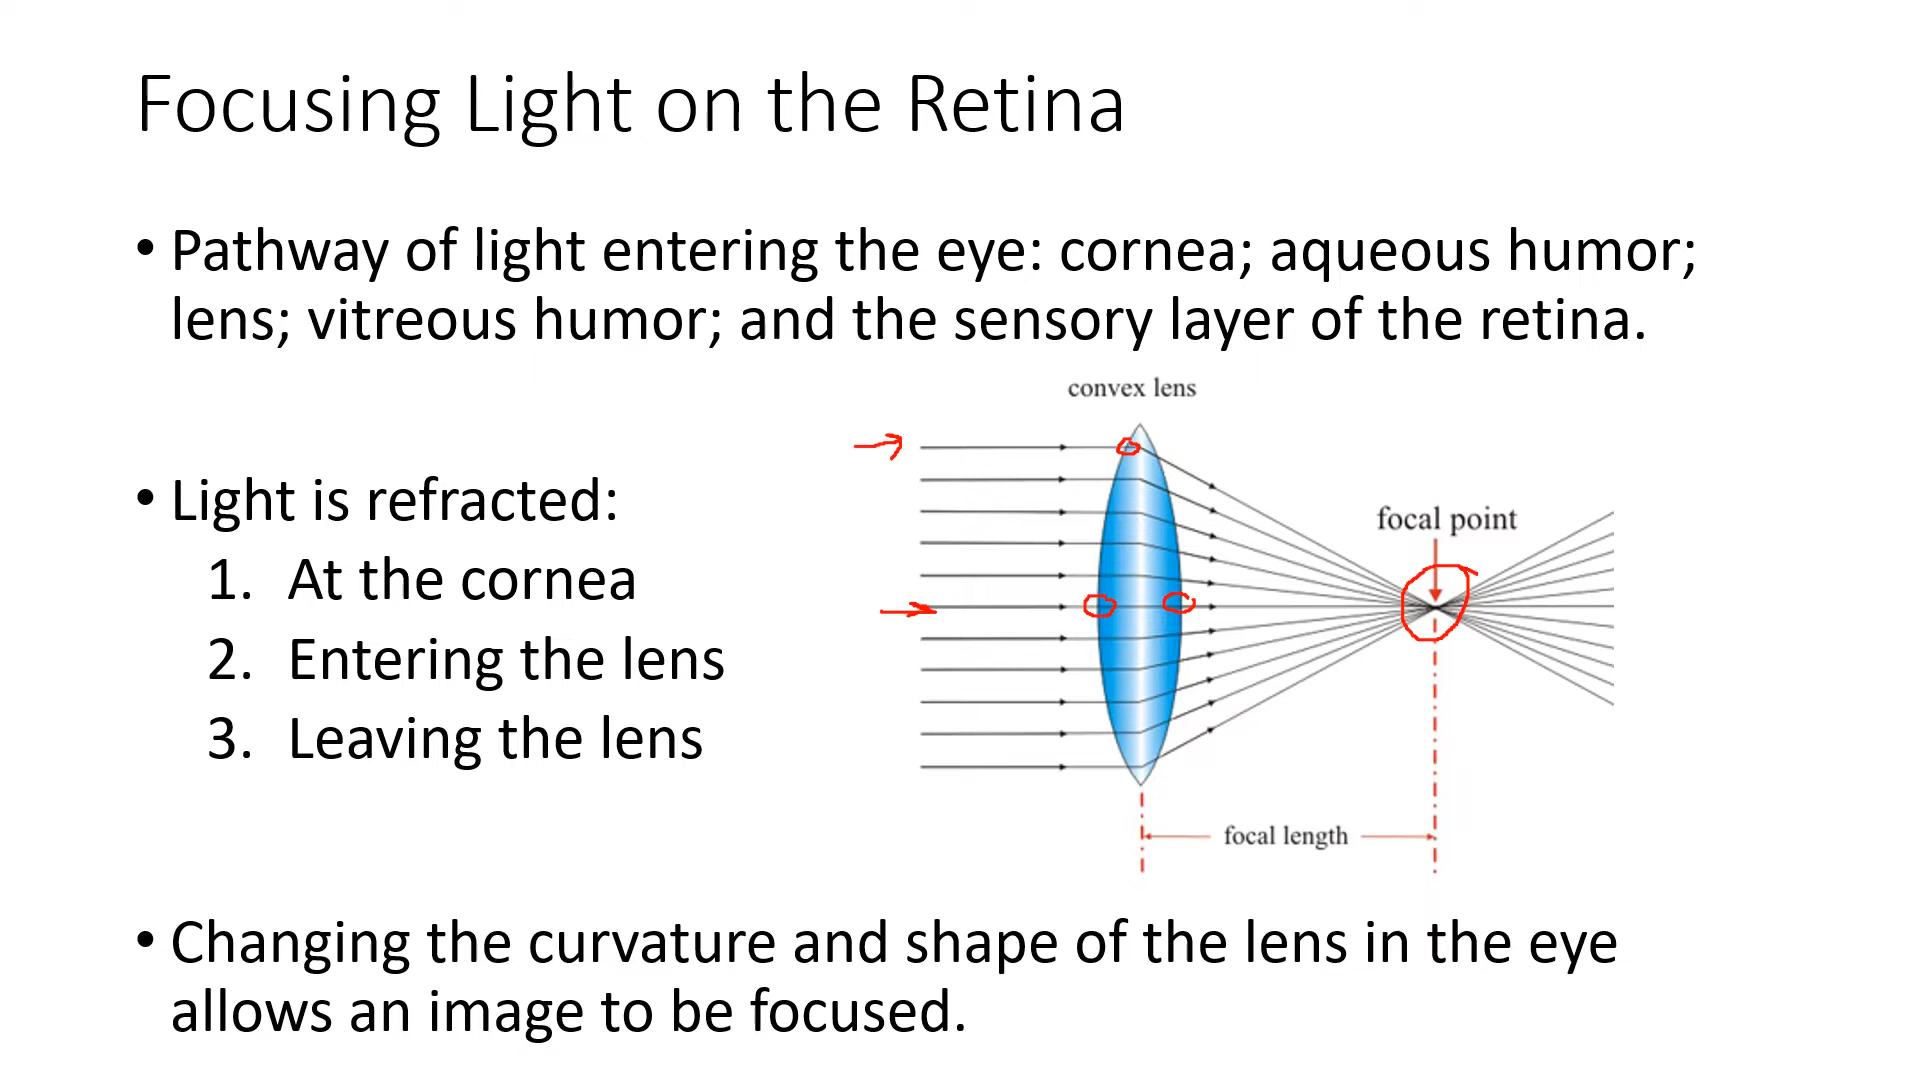 Focusing Light on the Retina
• Pathway of light entering the eye: cornea; aqueous humor;
lens; vitreous humor; and the sensory layer of the retina.
convex lens
• Light is refracted:
focal point
1. At the cornea
2. Entering the lens
3. Leaving the lens
focal length
• Changing the curvature and shape of the lens in the eye
allows an image to be focused.